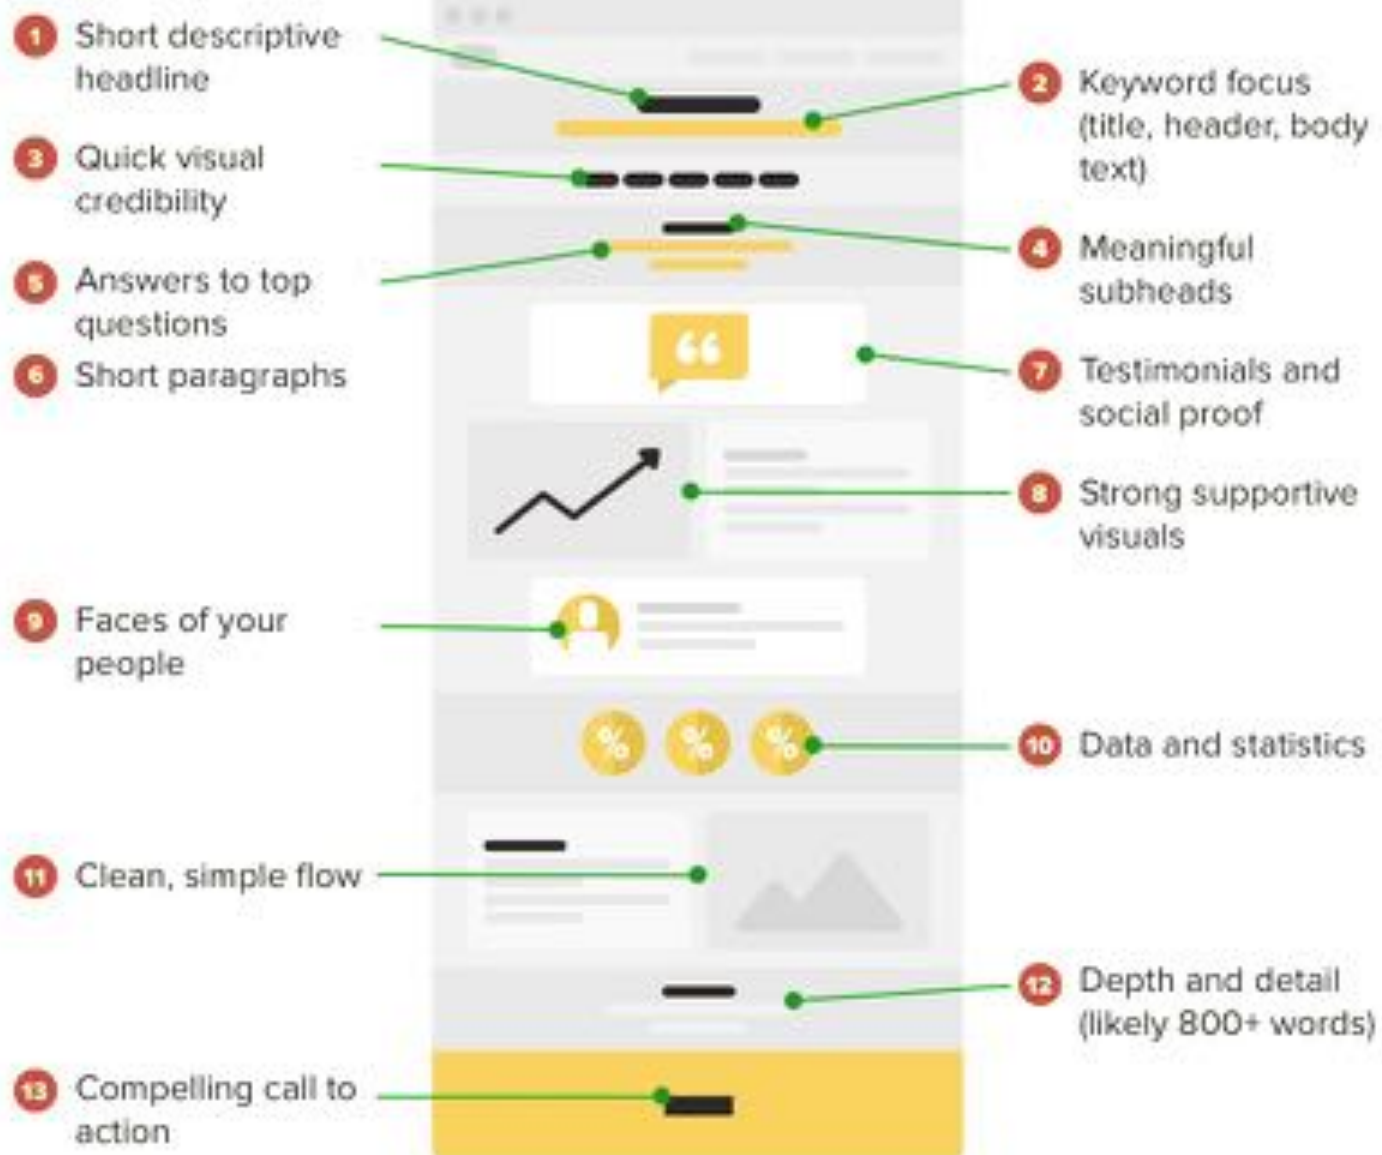 1 Short descriptive
headline
2 Keyword focus
(title, header, body
text)
3 Quick visual
credibility
4 Meaningful
subheads
5 Answers to top
questions
6 Short paragraphs
7 Testimonials and
social proof
8 Strong supportive
visuals
9 Faces of your
people
% % %
10 Data and statistics
11 Clean, simple flow
12 Depth and detail
(likely 800+ words)
13 Compelling call to
action